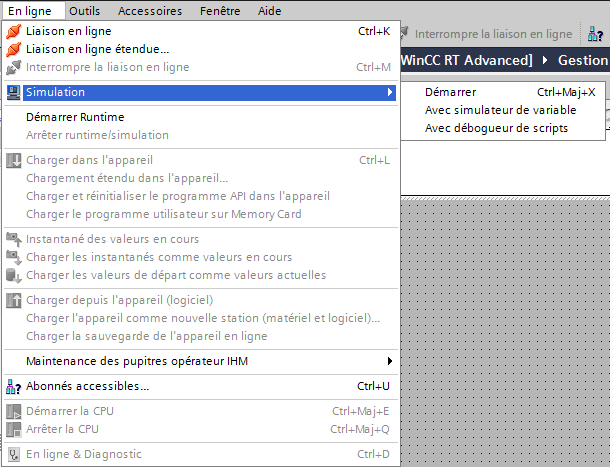 En ligne Outils Accessoires Fenêtre Aide
Liaison en ligne Ctrl+K
Liaison en ligne étendue...
Interrompre la liaison en ligne Ctrl+M
Interrompre la liaison en ligne
WinCC RT Advanced] Gestion
Simulation
Démarrer Ctrl+Maj+X
Avec simulateur de variable
Avec débogueur de scripts
Démarrer Runtime
Arrêter runtime/simulation
Charger dans l'appareil Ctrl+L
Chargement étendu dans l'appareil...
Charger et réinitialiser le programme API dans l'appareil
Charger le programme utilisateur sur Memory Card
Instantané des valeurs en cours
Charger les instantanés comme valeurs en cours
Charger les valeurs de départ comme valeurs actuelles
Charger depuis l'appareil (logiciel)
Charger l'appareil comme nouvelle station (matériel et logiciel)...
Charger la sauvegarde de l'appareil en ligne
Maintenance des pupitres opérateur IHM
Abonnés accessibles... Ctrl+U
Démarrer la CPU Ctrl+Maj+E
Arrêter la CPU Ctrl+Maj+Q
En ligne & Diagnostic Ctrl+D